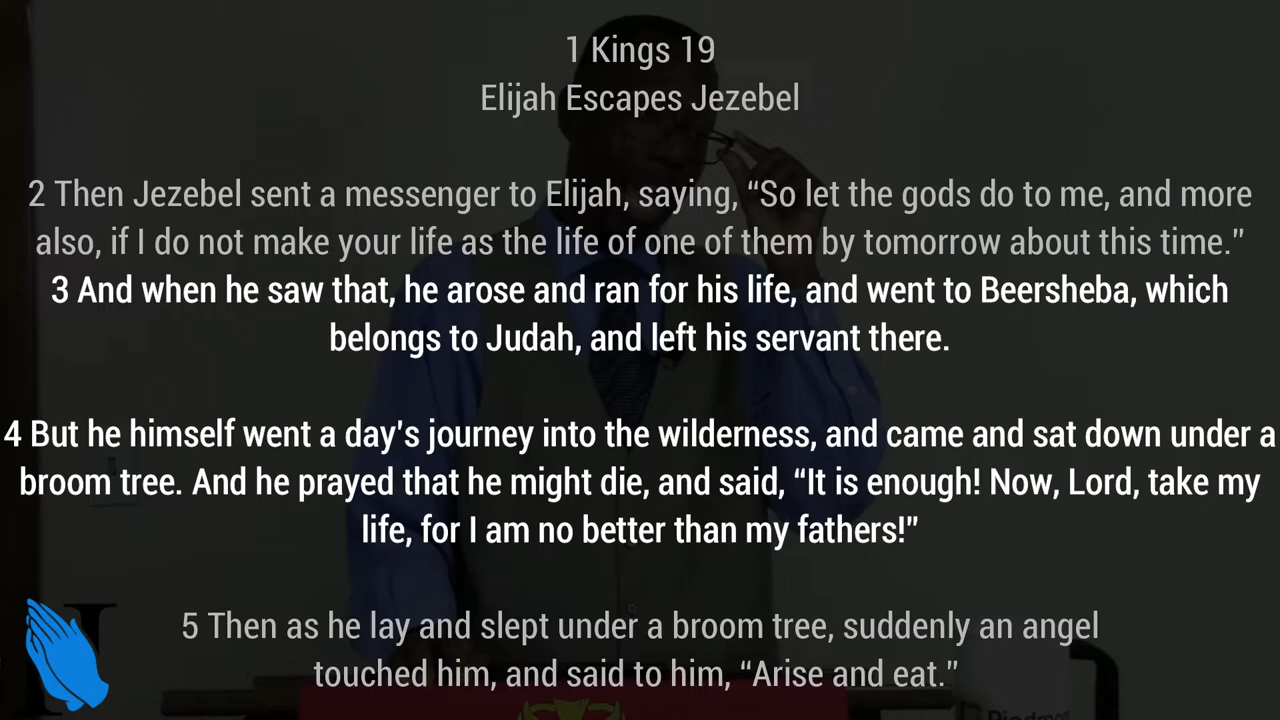 1 Kings 19
Elijah Escapes Jezebel
2 Then Jezebel sent a messenger to Elijah, saying, “So let the gods do to me, and more
also, if I do not make your life as the life of one of them by tomorrow about this time.”
3 And when he saw that, he arose and ran for his life, and went to Beersheba, which
belongs to Judah, and left his servant there.
4 But he himself went a day’s journey into the wilderness, and came and sat down under a
broom tree. And he prayed that he might die, and said, “It is enough! Now, Lord, take my
life, for I am no better than my fathers!”
5 Then as he lay and slept under a broom tree, suddenly an angel
touched him, and said to him, “Arise and eat.”